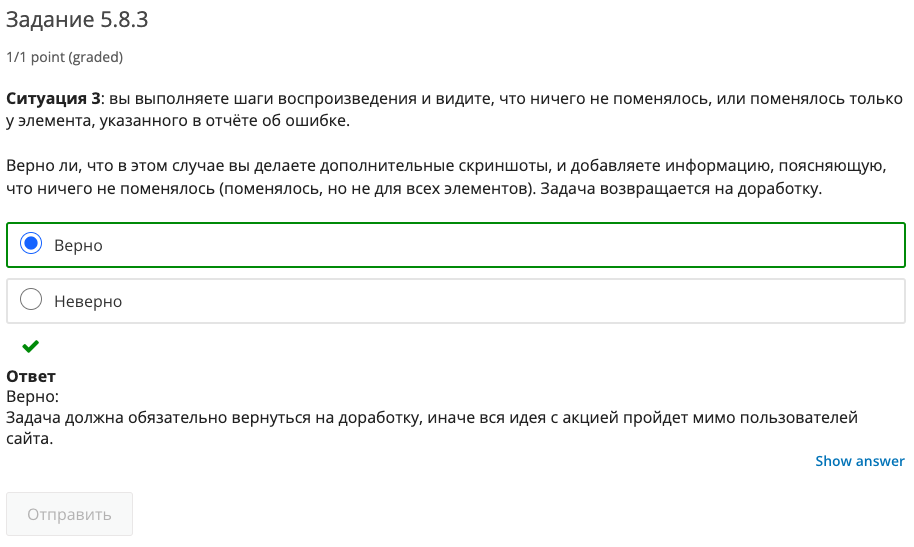 Задание 5.8.3
1/1 point (graded)
Ситуация 3: вы выполняете шаги воспроизведения и видите, что ничего не поменялось, или поменялось только
у элемента, указанного в отчёте об ошибке.
Верно ли, что в этом случае вы делаете дополнительные скриншоты, и добавляете информацию, поясняющую,
что ничего не поменялось (поменялось, но не для всех элементов). Задача возвращается на доработку.
Верно
Неверно
Ответ
Верно:
Задача должна обязательно вернуться на доработку, иначе вся идея с акцией пройдет мимо пользователей
сайта.
Show answer
Отправить